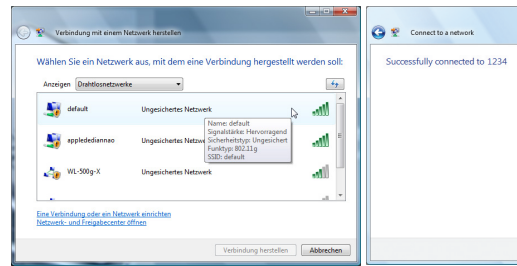 Verbindung mit einem Netzwerk herstellen
Wählen Sie ein Netzwerk aus, mit dem eine Verbindung hergestellt werden soll:
Anzeigen Drahtlosnetzwerke
default Ungesichertes Netzwerk
Name: default
Signalstärke: Hervorragend
applediannao Ungesichertes Netzwe
Sicherheitstyp: Ungesichert
Funktyp: 802.11g
SSID: default
WL-500g-X Ungesichertes Netzwerk
Eine Verbindung oder ein Netzwerk einrichten
Netzwerk- und Freigabecenter öffnen
Verbindung herstellen Abbrechen
Connect to a network
Successfully connected to 1234